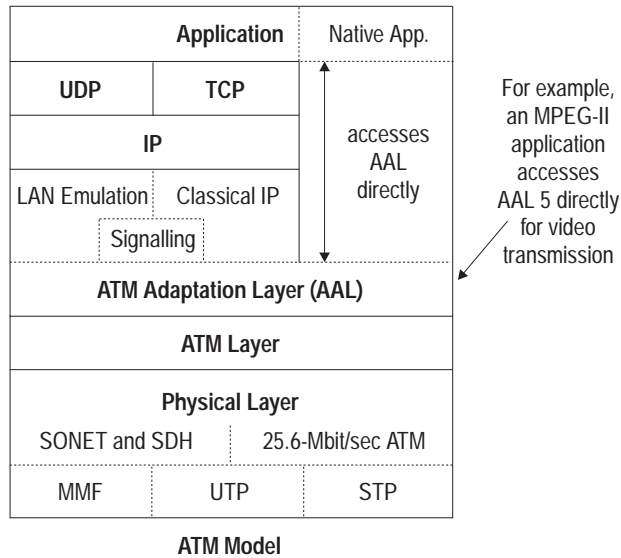 Application
Native App.
UDP
TCP
IP
accesses
AAL
directly
LAN Emulation
Classical IP
Signalling
For example,
an MPEG-II
application
accesses
AAL 5 directly
for video
transmission
ATM Adaptation Layer (AAL)
ATM Layer
Physical Layer
SONET and SDH
25.6-Mbit/sec ATM
MMF
UTP
STP
ATM Model